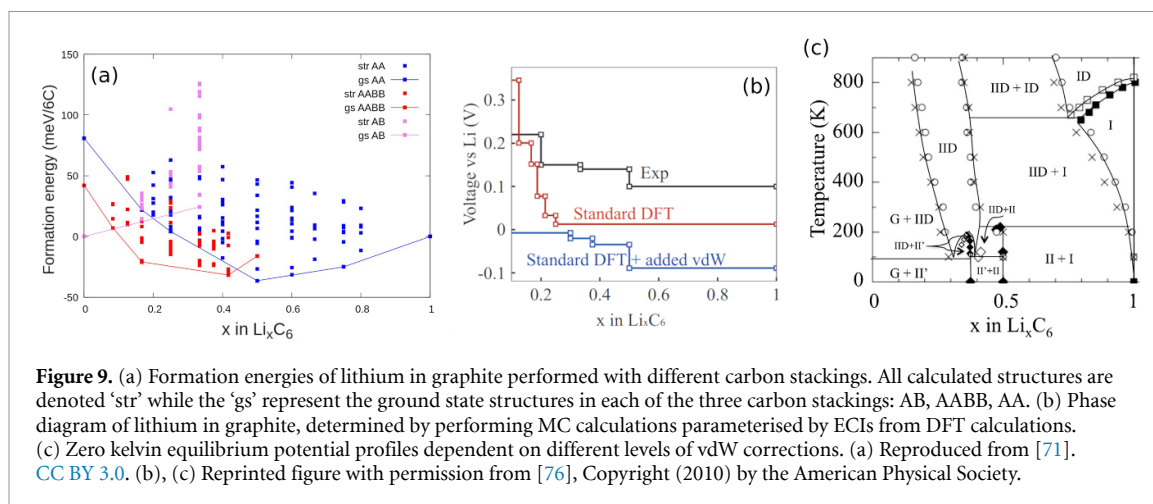 (a)
Formation energy (meV/6C)
150
100
50
0
-50
str AA
gs AA
str AABB
gs AABB
str AB
gs AB
0 0.2 0.4 0.6 0.8 1
x in LiₓC₆
(b)
Voltage vs Li (V)
0.3
0.2
0.1
0
-0.1
Exp
Standard DFT
Standard DFT + added vdW
0.2 0.4 0.6 0.8 1
x in LiₓC₆
(c)
Temperature (K)
800
600
400
200
0
IID + ID
ID
I
IID
IID + I
G + IID
IID+II
IID+II'
II + I
G + II'
II'+II
0 0.5 1
x in LiₓC₆
Figure 9. (a) Formation energies of lithium in graphite performed with different carbon stackings. All calculated structures are
denoted ‘str’ while the ‘gs’ represent the ground state structures in each of the three carbon stackings: AB, AABB, AA. (b) Phase
diagram of lithium in graphite, determined by performing MC calculations parameterised by ECIs from DFT calculations.
(c) Zero kelvin equilibrium potential profiles dependent on different levels of vdW corrections. (a) Reproduced from [71].
CC BY 3.0. (b), (c) Reprinted figure with permission from [76], Copyright (2010) by the American Physical Society.